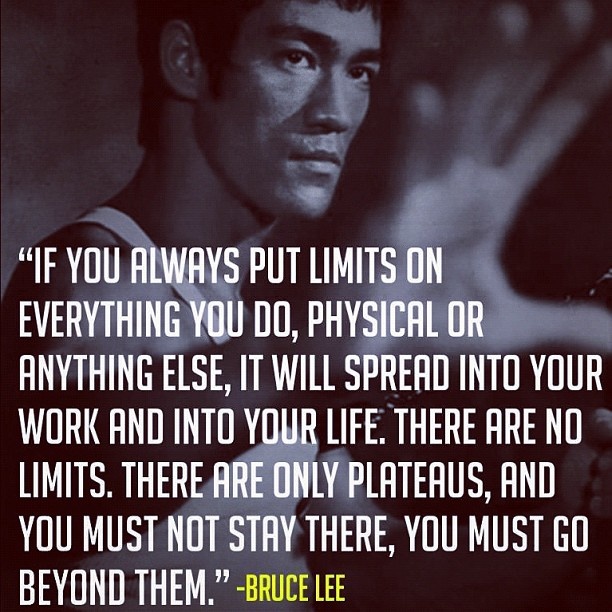 “IF YOU ALWAYS PUT LIMITS ON
EVERYTHING YOU DO, PHYSICAL OR
ANYTHING ELSE, IT WILL SPREAD INTO YOUR
WORK AND INTO YOUR LIFE. THERE ARE NO
LIMITS. THERE ARE ONLY PLATEAUS, AND
YOU MUST NOT STAY THERE, YOU MUST GO
BEYOND THEM.” -BRUCE LEE